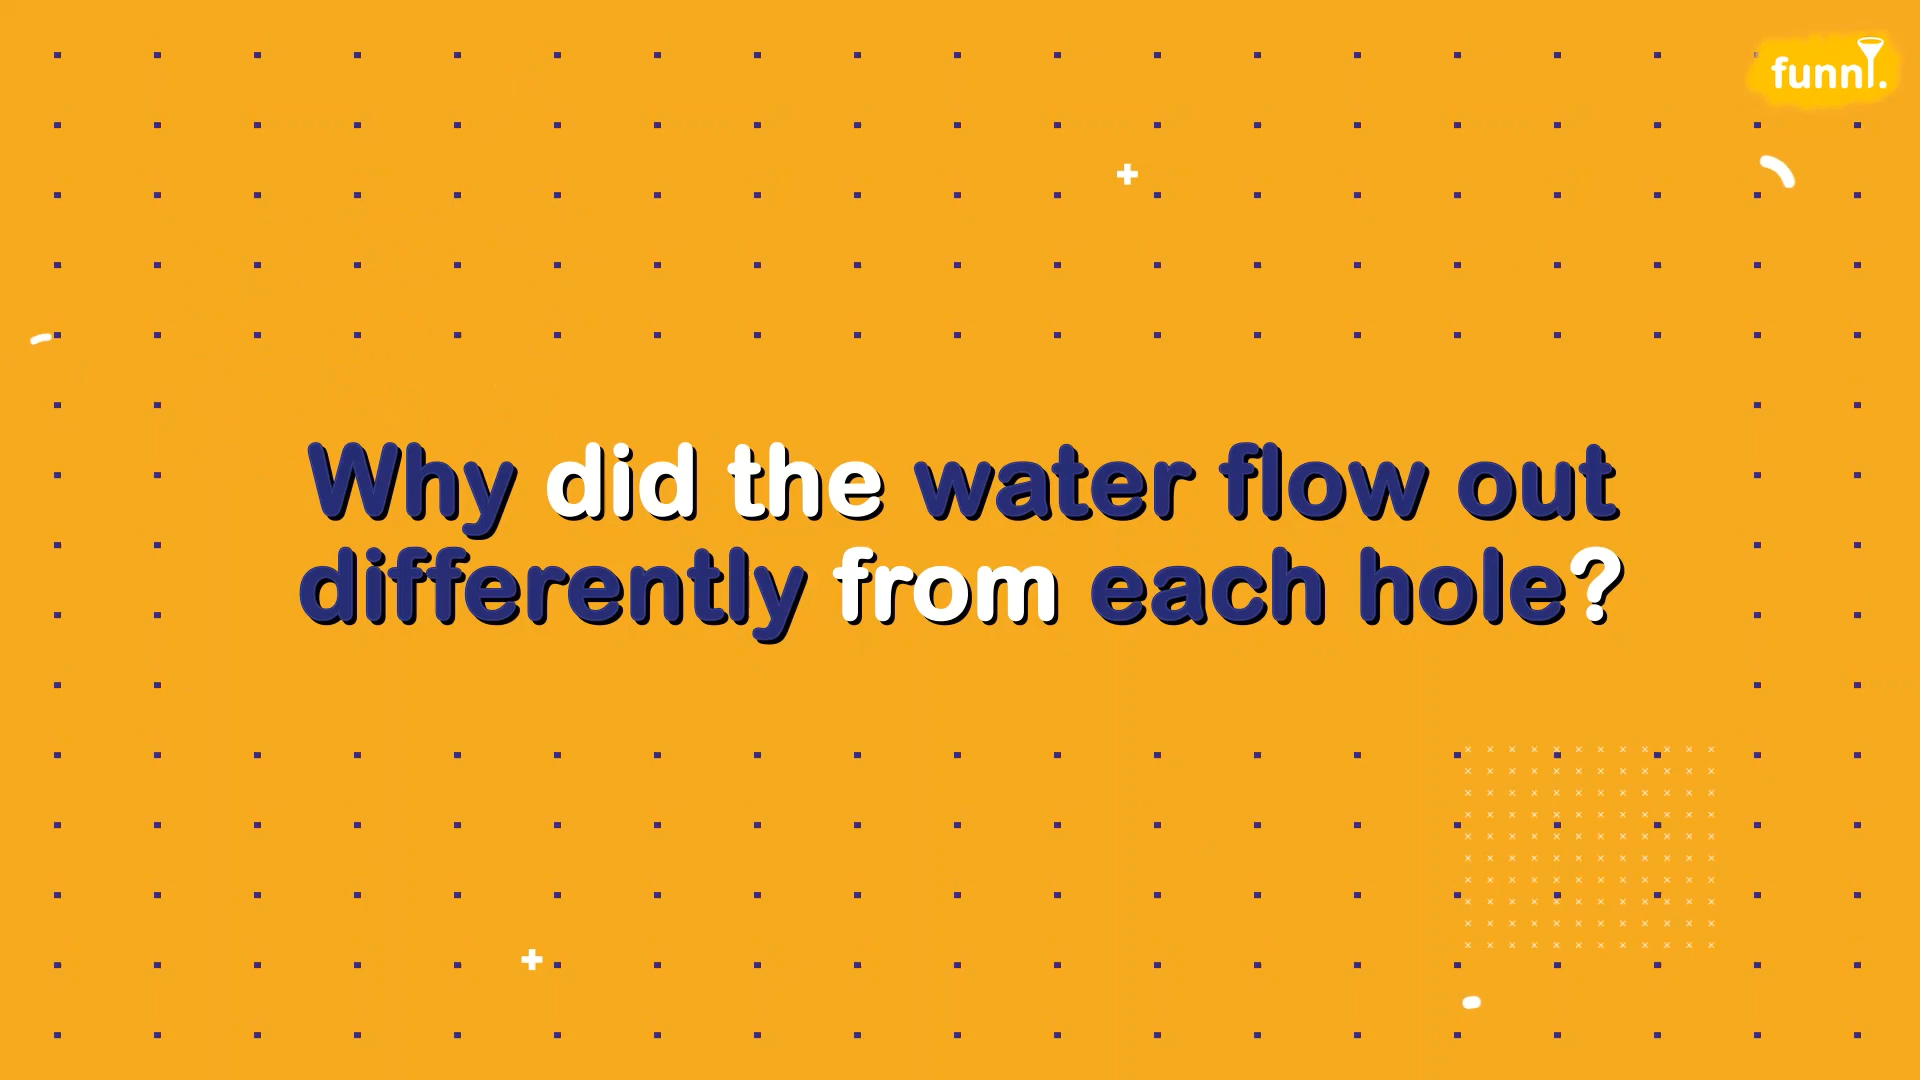 funnl.
Why did the water flow out
differently from each hole?